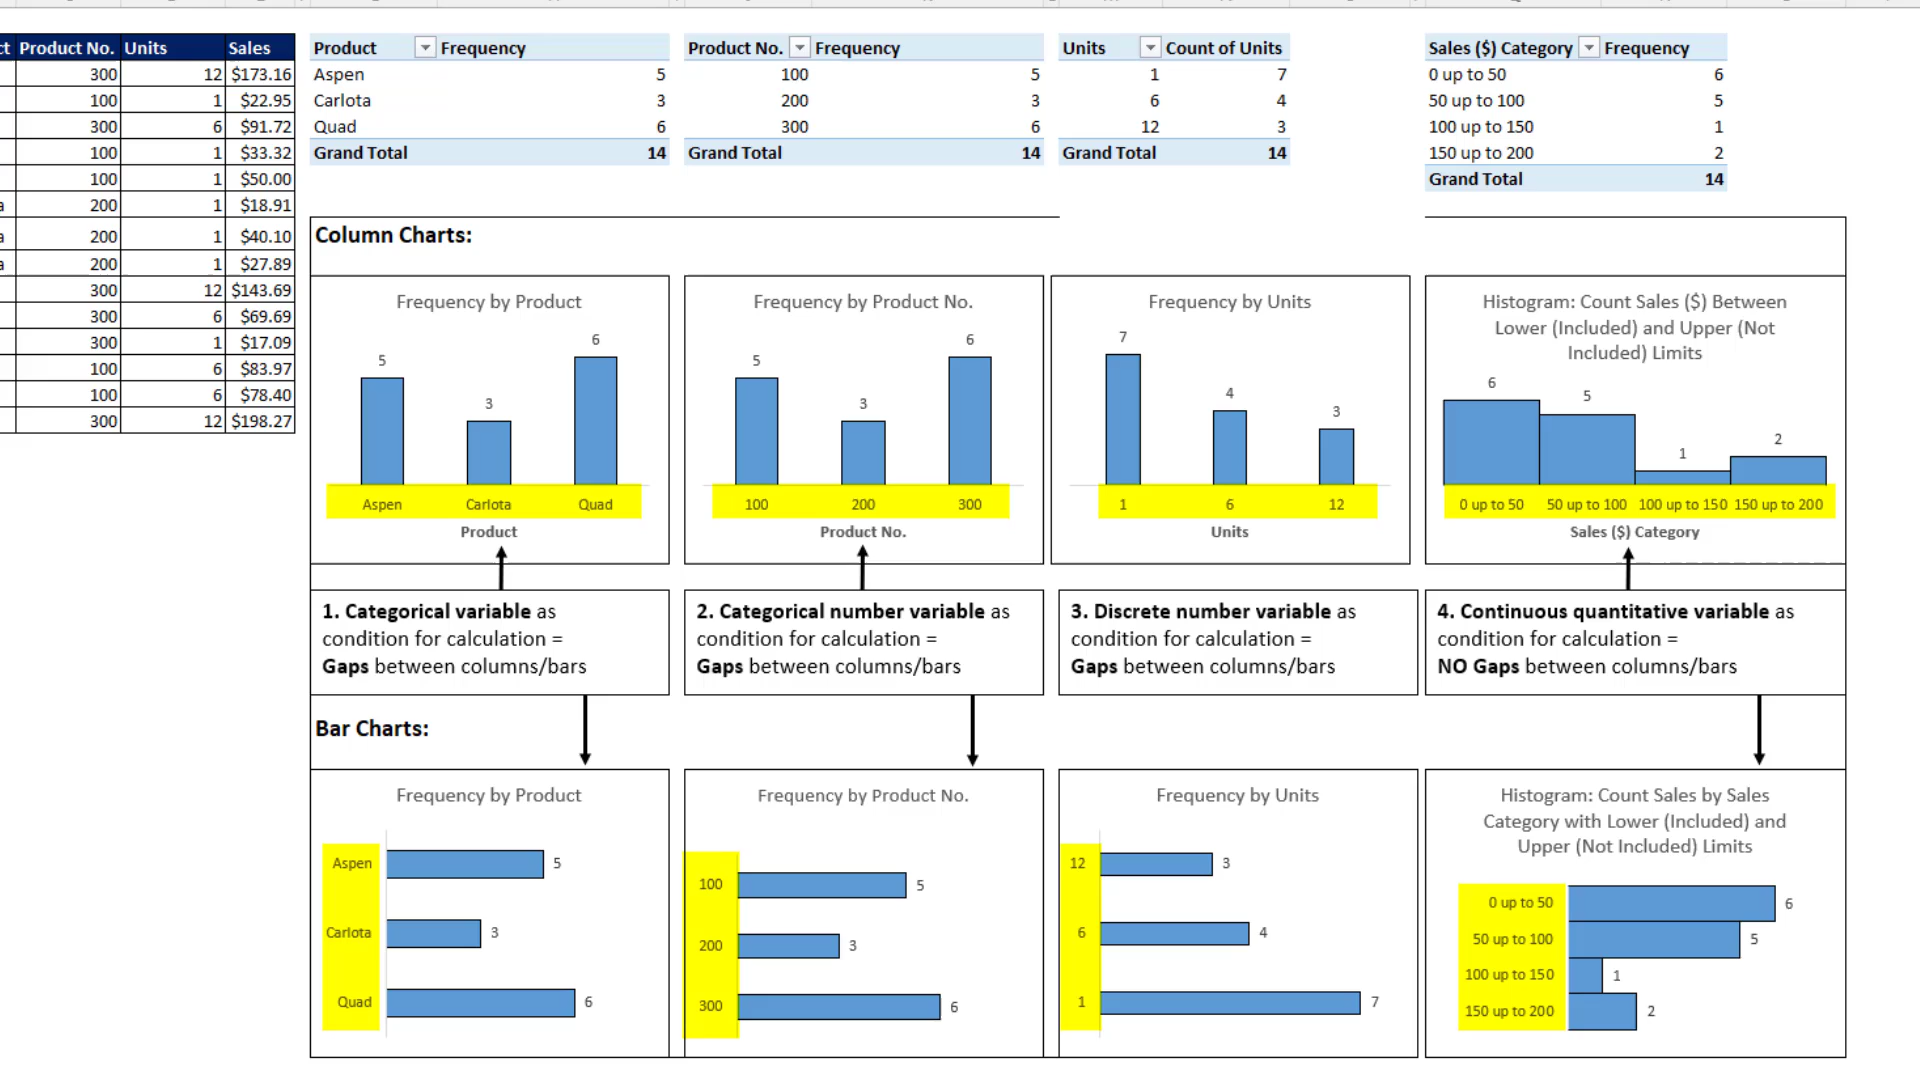 ct Product No. Units Sales
300 12 $173.16
100 1 $22.95
300 6 $91.72
100 1 $33.32
100 1 $50.00
a 200 1 $18.91
a 200 1 $40.10
a 200 1 $27.89
300 12 $143.69
300 6 $69.69
300 1 $17.09
100 6 $83.97
100 6 $78.40
300 12 $198.27
Product Frequency
Aspen 5
Carlota 3
Quad 6
Grand Total 14
Product No. Frequency
100 5
200 3
300 6
Grand Total 14
Units Count of Units
1 7
6 4
12 3
Grand Total 14
Sales ($) Category Frequency
0 up to 50 6
50 up to 100 5
100 up to 150 1
150 up to 200 2
Grand Total 14
Column Charts:
Frequency by Product
5 3 6
Aspen Carlota Quad
Product
Frequency by Product No.
5 3 6
100 200 300
Product No.
Frequency by Units
7 4 3
1 6 12
Units
Histogram: Count Sales ($) Between
Lower (Included) and Upper (Not
Included) Limits
6 5 1 2
0 up to 50 50 up to 100 100 up to 150 150 up to 200
Sales ($) Category
1. Categorical variable as
condition for calculation =
Gaps between columns/bars
2. Categorical number variable as
condition for calculation =
Gaps between columns/bars
3. Discrete number variable as
condition for calculation =
Gaps between columns/bars
4. Continuous quantitative variable as
condition for calculation =
NO Gaps between columns/bars
Bar Charts:
Frequency by Product
Aspen 5
Carlota 3
Quad 6
Frequency by Product No.
100 5
200 3
300 6
Frequency by Units
12 3
6 4
1 7
Histogram: Count Sales by Sales
Category with Lower (Included) and
Upper (Not Included) Limits
0 up to 50 6
50 up to 100 5
100 up to 150 1
150 up to 200 2